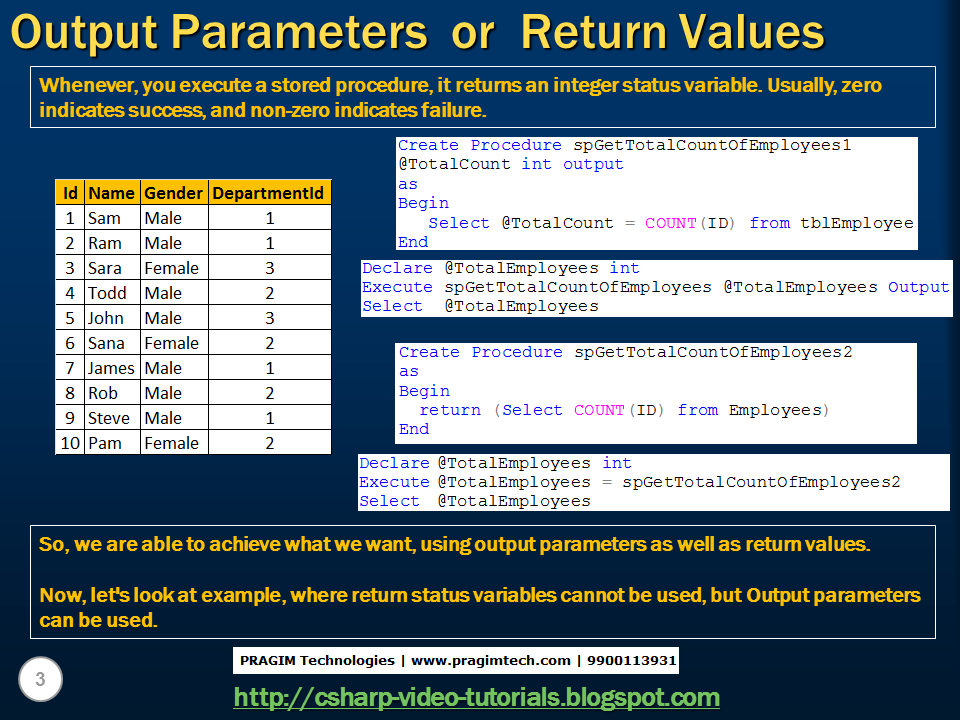 Output Parameters or Return Values
Whenever, you execute a stored procedure, it returns an integer status variable. Usually, zero
indicates success, and non-zero indicates failure.
Id Name Gender DepartmentId
1 Sam Male 1
2 Ram Male 1
3 Sara Female 3
4 Todd Male 2
5 John Male 3
6 Sana Female 2
7 James Male 1
8 Rob Male 2
9 Steve Male 1
10 Pam Female 2
Create Procedure spGetTotalCountOfEmployees1
@TotalCount int output
as
Begin
Select @TotalCount = COUNT(ID) from tblEmployee
End
Declare @TotalEmployees int
Execute spGetTotalCountOfEmployees @TotalEmployees Output
Select @TotalEmployees
Create Procedure spGetTotalCountOfEmployees2
as
Begin
return (Select COUNT(ID) from Employees)
End
Declare @TotalEmployees int
Execute @TotalEmployees = spGetTotalCountOfEmployees2
Select @TotalEmployees
So, we are able to achieve what we want, using output parameters as well as return values.
Now, let's look at example, where return status variables cannot be used, but Output parameters
can be used.
3
PRAGIM Technologies | www.pragimtech.com | 9900113931
http://csharp-video-tutorials.blogspot.com